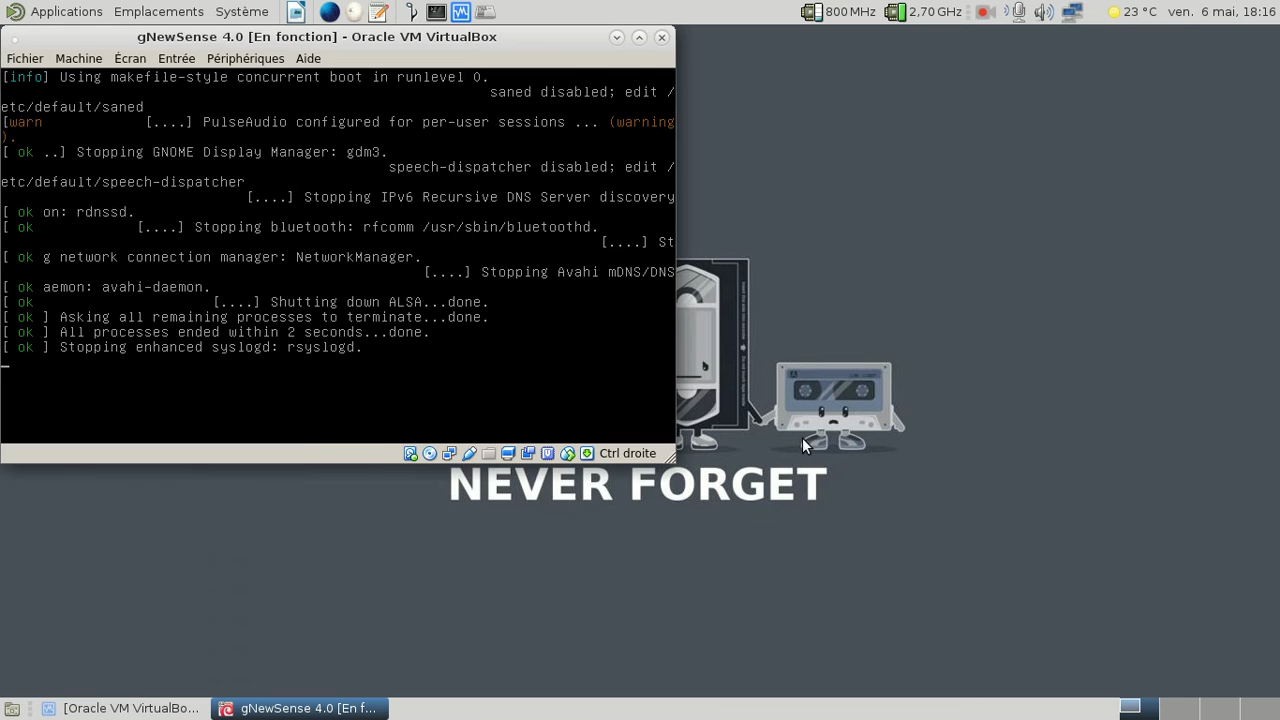 Applications Emplacements Système 800 MHz 2,70 GHz 23 °C ven. 6 mai, 18:16
gNewSense 4.0 [En fonction] - Oracle VM VirtualBox
Fichier Machine Écran Entrée Périphériques Aide
[info] Using makefile-style concurrent boot in runlevel 0.
saned disabled; edit /
etc/default/saned
[warn [....] PulseAudio configured for per-user sessions ... (warning
).
[ ok ..] Stopping GNOME Display Manager: gdm3.
speech-dispatcher disabled; edit /
etc/default/speech-dispatcher
[....] Stopping IPv6 Recursive DNS Server discovery
[ ok on: rdnssd.
[ ok [....] Stopping bluetooth: rfcomm /usr/sbin/bluetoothd.
[....] St
[ ok g network connection manager: NetworkManager.
[....] Stopping Avahi mDNS/DNS
[ ok aemon: avahi-daemon.
[ ok [....] Shutting down ALSA...done.
[ ok ] Asking all remaining processes to terminate...done.
[ ok ] All processes ended within 2 seconds...done.
[ ok ] Stopping enhanced syslogd: rsyslogd.
Ctrl droite
NEVER FORGET
[Oracle VM VirtualBo... gNewSense 4.0 [En f...